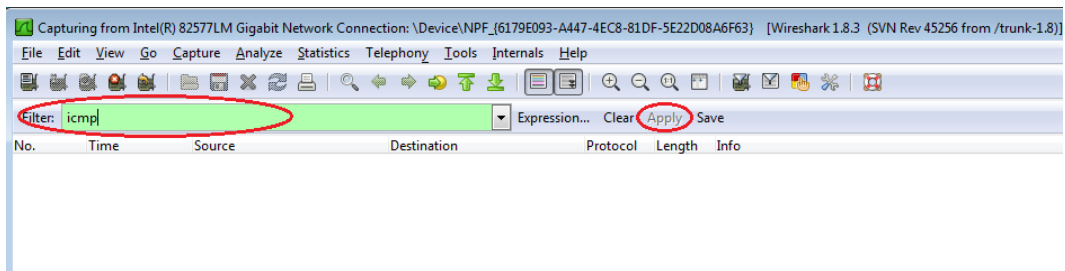 Capturing from Intel(R) 82577LM Gigabit Network Connection: \Device\NPF_{6179E093-A447-4EC8-81DF-5E22D08A6F63} [Wireshark 1.8.3 (SVN Rev 45256 from /trunk-1.8)]
File Edit View Go Capture Analyze Statistics Telephony Tools Internals Help
Filter: icmp Expression... Clear Apply Save
No. Time Source Destination Protocol Length Info